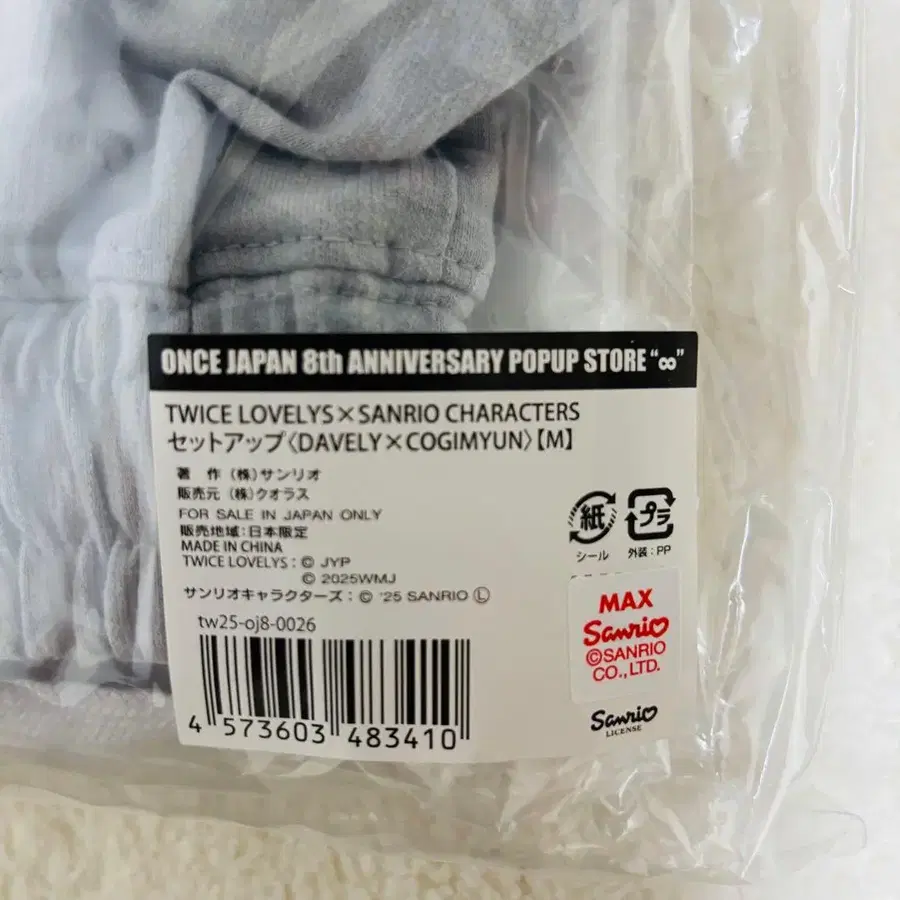 ONCE JAPAN 8th ANNIVERSARY POPUP STORE "∞"
TWICE LOVELYS×SANRIO CHARACTERS
セットアップ〈DAVELY×COGIMYUN〉【M】
著 作 (株)サンリオ
販売元 (株)クオラス
FOR SALE IN JAPAN ONLY
販売地域:日本限定
MADE IN CHINA
TWICE LOVELYS:© JYP
© 2025WMJ
サンリオキャラクターズ:© '25 SANRIO Ⓛ
tw25-oj8-0026
4 573603 483410
紙
シール
プラ
外装:PP
MAX
Sanrio
©SANRIO
CO., LTD.
Sanrio
LICENSE